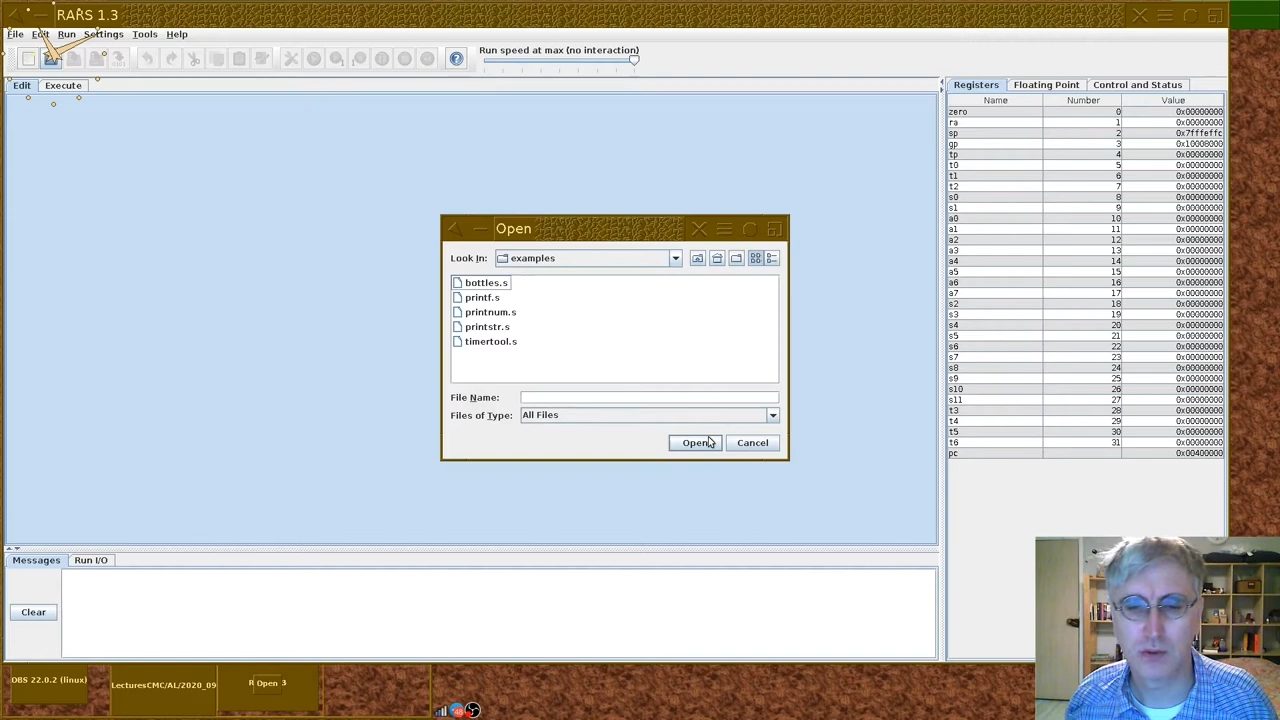 RARS 1.3
File Edit Run Settings Tools Help
Run speed at max (no interaction)
Edit Execute
Registers Floating Point Control and Status
Name Number Value
zero 0 0x00000000
ra 1 0x00000000
sp 2 0x7fffeffc
gp 3 0x10008000
tp 4 0x00000000
t0 5 0x00000000
t1 6 0x00000000
t2 7 0x00000000
s0 8 0x00000000
s1 9 0x00000000
a0 10 0x00000000
a1 11 0x00000000
a2 12 0x00000000
a3 13 0x00000000
a4 14 0x00000000
a5 15 0x00000000
a6 16 0x00000000
a7 17 0x00000000
s2 18 0x00000000
s3 19 0x00000000
s4 20 0x00000000
s5 21 0x00000000
s6 22 0x00000000
s7 23 0x00000000
s8 24 0x00000000
s9 25 0x00000000
s10 26 0x00000000
s11 27 0x00000000
t3 28 0x00000000
t4 29 0x00000000
t5 30 0x00000000
t6 31 0x00000000
pc 0x00400000
Open
Look In: examples
bottles.s
printf.s
printnum.s
printstr.s
timertool.s
File Name:
Files of Type: All Files
Open Cancel
Messages Run I/O
Clear
OBS 22.0.2 (linux)
LecturesCMC/AL/2020_09
R Open 3